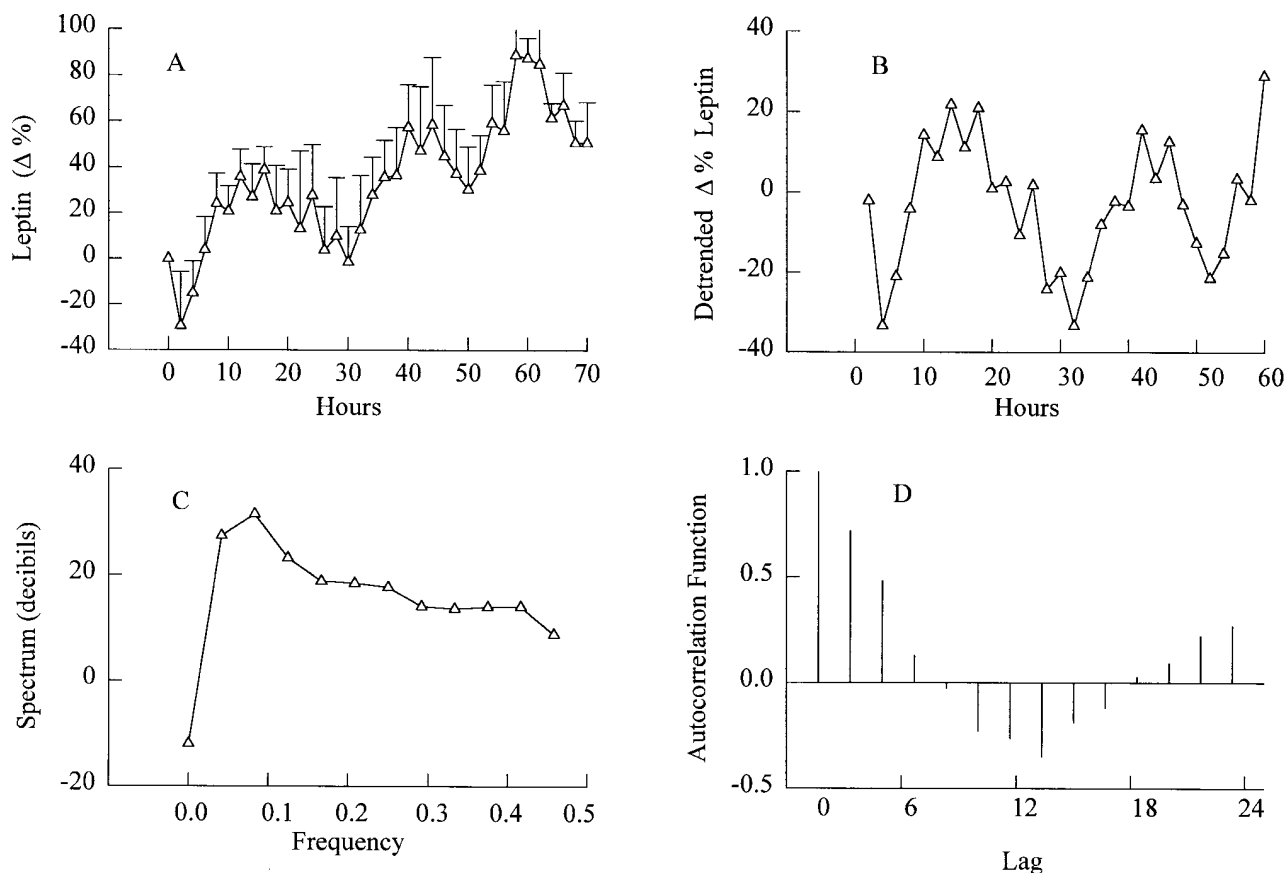 A
Leptin (Δ %)
100
80
60
40
20
0
-20
-40
0 10 20 30 40 50 60 70
Hours
B
Detrended Δ % Leptin
40
20
0
-20
-40
0 10 20 30 40 50 60
Hours
C
Spectrum (decibils)
40
20
0
-20
0.0 0.1 0.2 0.3 0.4 0.5
Frequency
D
Autocorrelation Function
1.0
0.5
0.0
-0.5
0 6 12 18 24
Lag